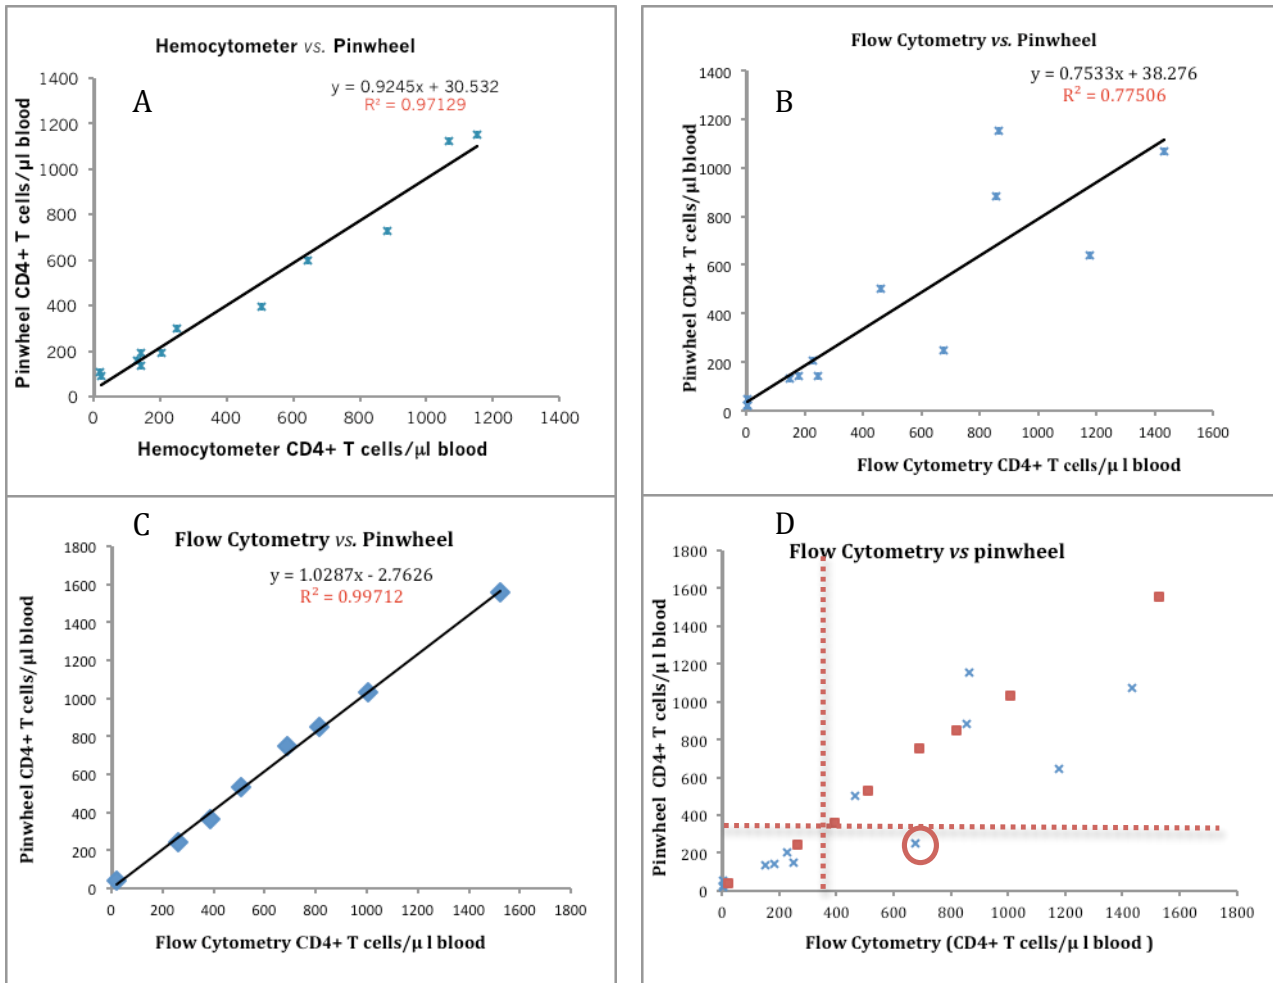 Hemocytometer vs. Pinwheel
A
y = 0.9245x + 30.532
R² = 0.97129
Pinwheel CD4+ T cells/µl blood
1400
1200
1000
800
600
400
200
0
0 200 400 600 800 1000 1200 1400
Hemocytometer CD4+ T cells/µl blood
Flow Cytometry vs. Pinwheel
B
y = 0.7533x + 38.276
R² = 0.77506
Pinwheel CD4+ T cells/µl blood
1400
1200
1000
800
600
400
200
0
0 200 400 600 800 1000 1200 1400 1600
Flow Cytometry CD4+ T cells/µ l blood
C
Flow Cytometry vs. Pinwheel
y = 1.0287x - 2.7626
R² = 0.99712
Pinwheel CD4+ T cells/µl blood
1800
1600
1400
1200
1000
800
600
400
200
0
0 200 400 600 800 1000 1200 1400 1600 1800
Flow Cytometry CD4+ T cells/µ l blood
D
Flow Cytometry vs pinwheel
Pinwheel CD4+ T cells/µ l blood
1800
1600
1400
1200
1000
800
600
400
200
0
0 200 400 600 800 1000 1200 1400 1600 1800
Flow Cytometry (CD4+ T cells/µ l blood )